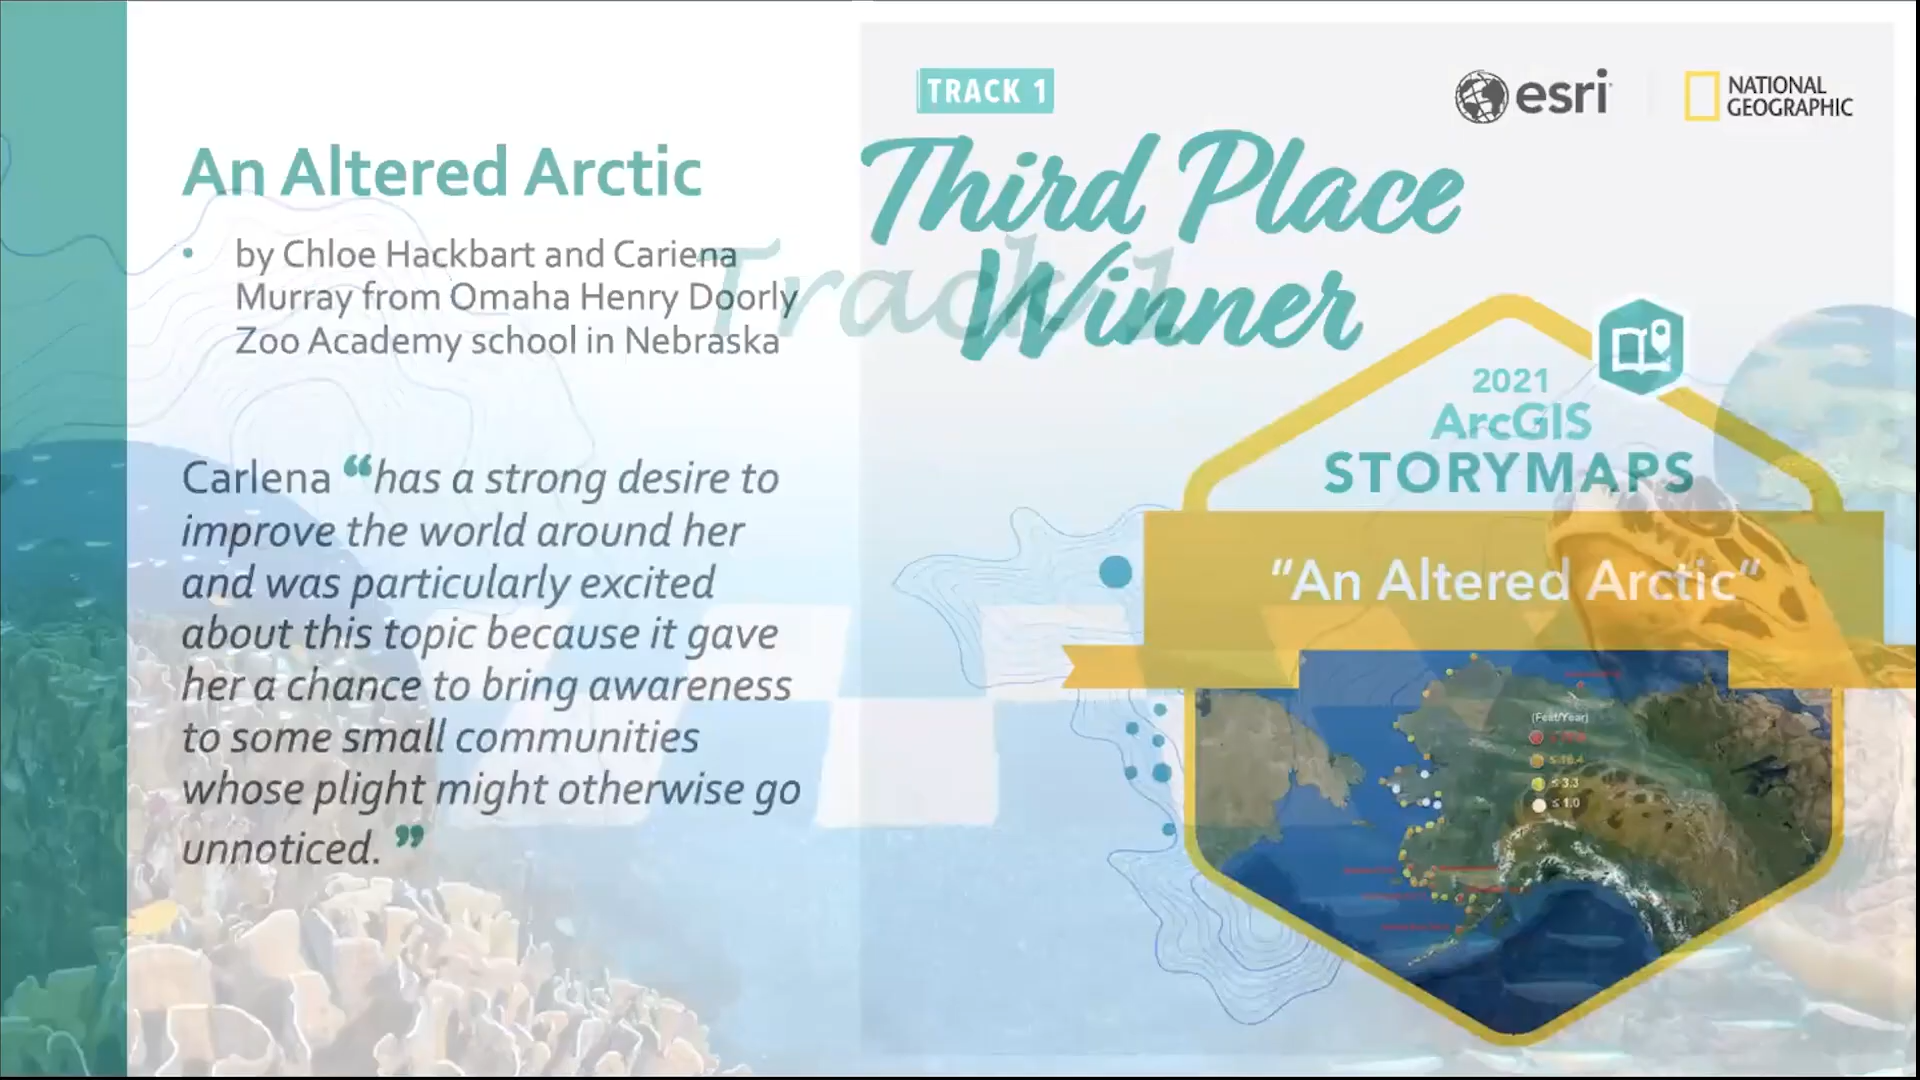 An Altered Arctic
• by Chloe Hackbart and Cariena
Murray from Omaha Henry Doorly
Zoo Academy school in Nebraska
Carlena “has a strong desire to
improve the world around her
and was particularly excited
about this topic because it gave
her a chance to bring awareness
to some small communities
whose plight might otherwise go
unnoticed. ”
TRACK 1
esri
NATIONAL
GEOGRAPHIC
Third Place
Winner
Track 1
2021
ArcGIS
STORYMAPS
“An Altered Arctic”
(Feet/Year)
≤ 3.3
≤ 1.0